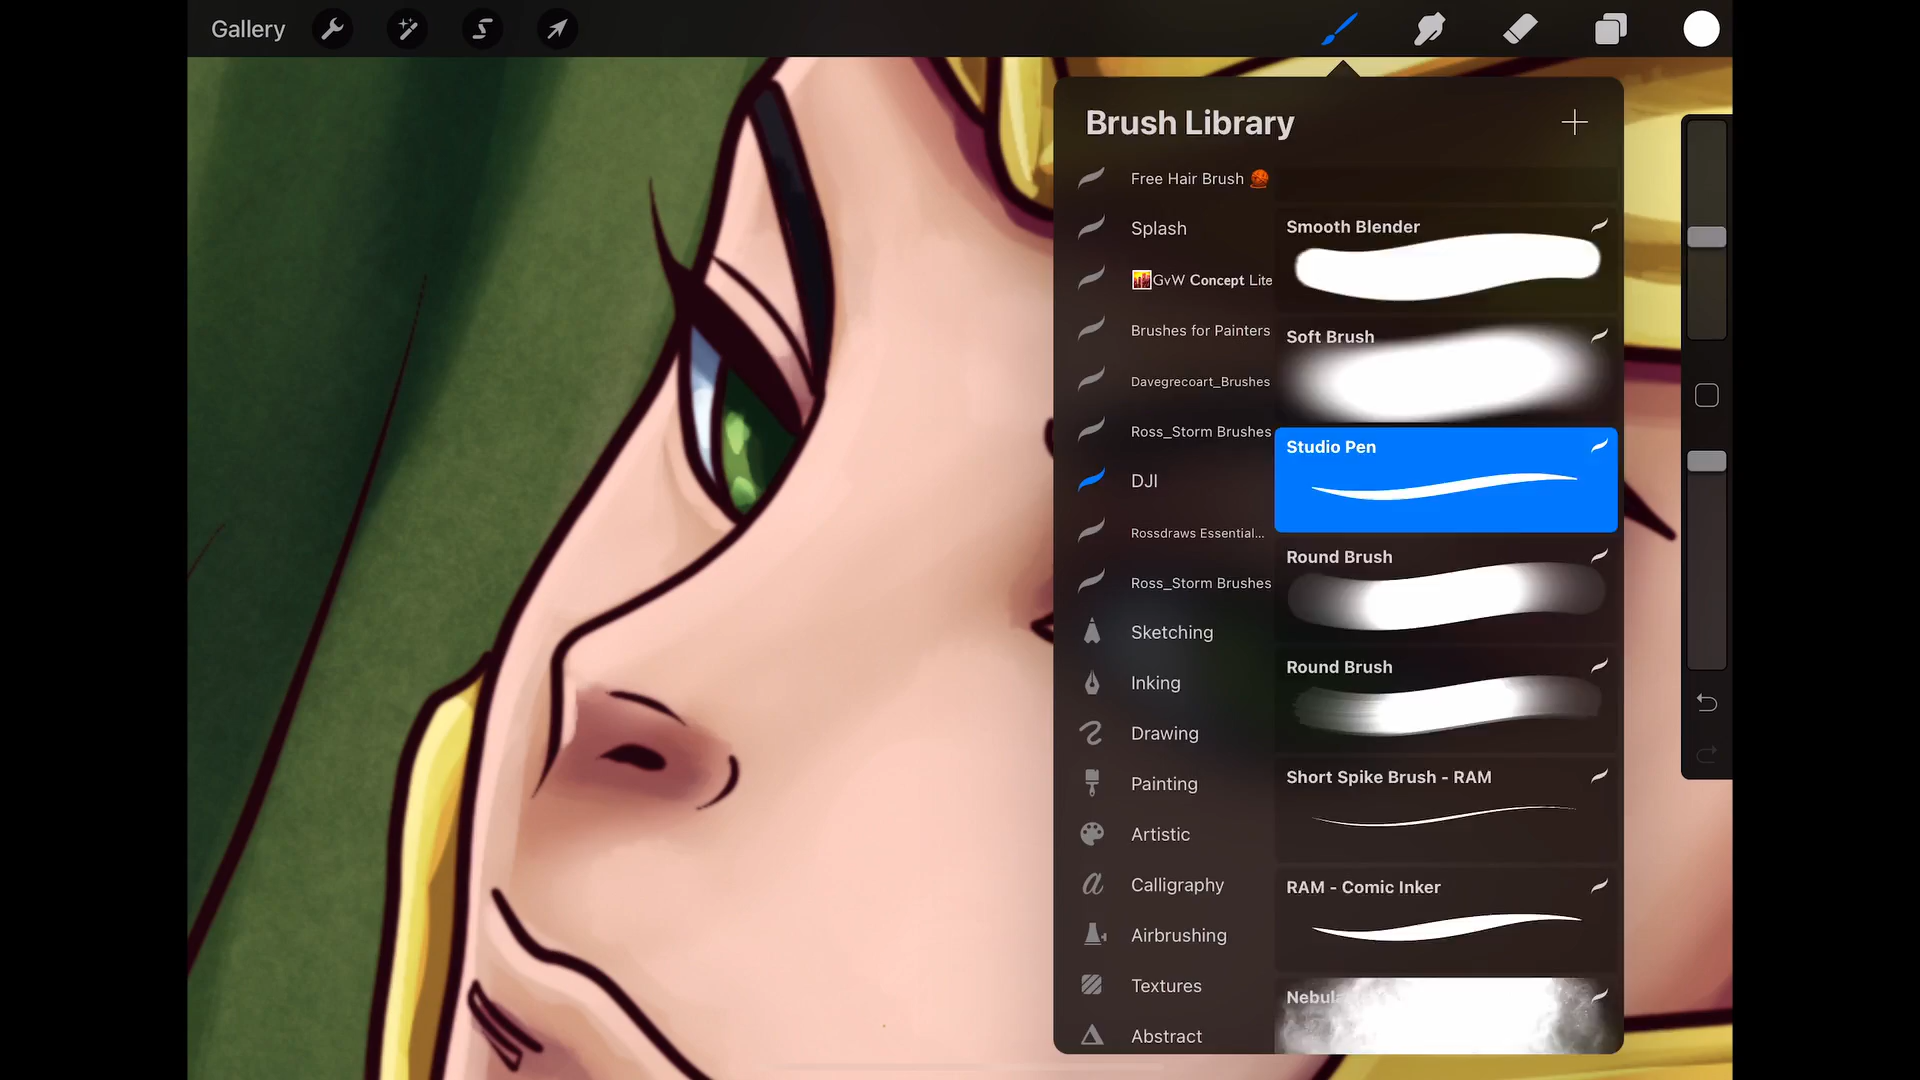 Gallery
Brush Library
Free Hair Brush
Splash
GvW Concept Lite
Brushes for Painters
Davegrecoart_Brushes
Ross_Storm Brushes
DJI
Rossdraws Essential...
Ross_Storm Brushes
Sketching
Inking
Drawing
Painting
Artistic
Calligraphy
Airbrushing
Textures
Abstract
Smooth Blender
Soft Brush
Studio Pen
Round Brush
Round Brush
Short Spike Brush - RAM
RAM - Comic Inker
Nebula